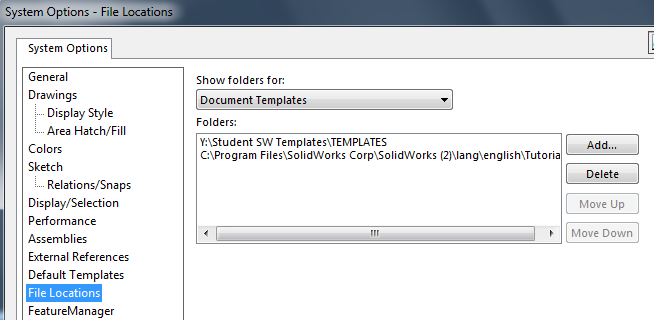 System Options - File Locations
System Options
General
Drawings
Display Style
Area Hatch/Fill
Colors
Sketch
Relations/Snaps
Display/Selection
Performance
Assemblies
External References
Default Templates
File Locations
FeatureManager
Show folders for:
Document Templates
Folders:
Y:\Student SW Templates\TEMPLATES
C:\Program Files\SolidWorks Corp\SolidWorks (2)\lang\english\Tutoria
Add...
Delete
Move Up
Move Down